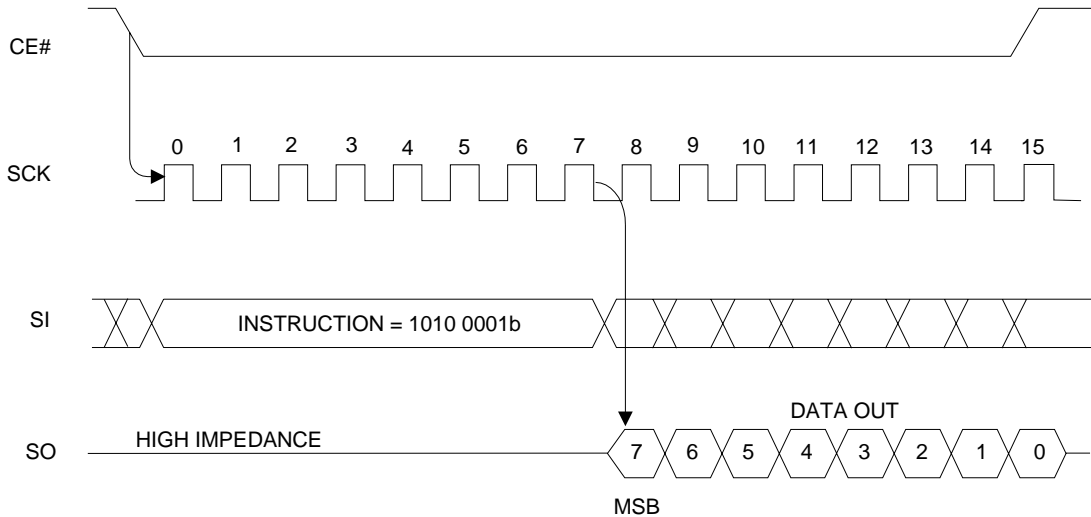 CE#
0 1 2 3 4 5 6 7 8 9 10 11 12 13 14 15
SCK
SI
INSTRUCTION = 1010 0001b
DATA OUT
HIGH IMPEDANCE
SO
7 6 5 4 3 2 1 0
MSB